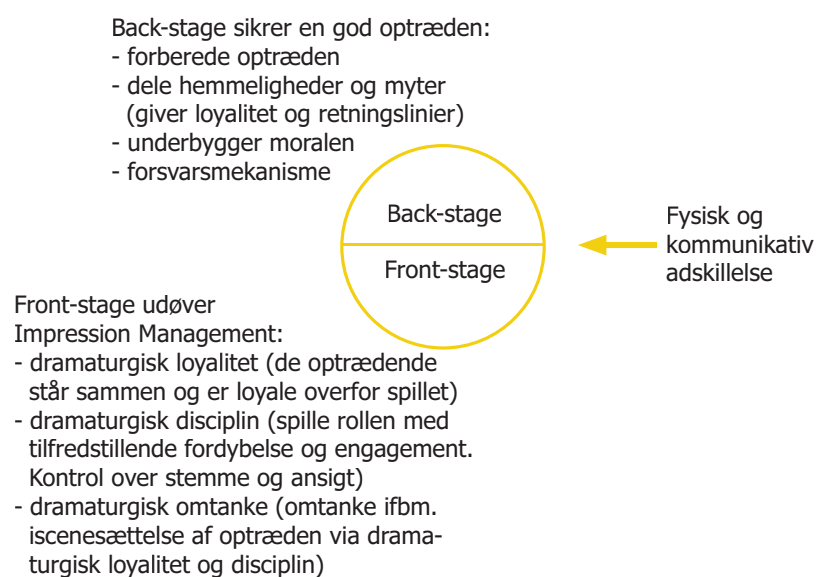 Back-stage sikrer en god optræden:
- forberede optræden
- dele hemmeligheder og myter
(giver loyalitet og retningslinier)
- underbygger moralen
- forsvarsmekanisme
Back-stage
Front-stage
Fysisk og
kommunikativ
adskillelse
Front-stage udøver
Impression Management:
- dramaturgisk loyalitet (de optrædende
står sammen og er loyale overfor spillet)
- dramaturgisk disciplin (spille rollen med
tilfredstillende fordybelse og engagement.
Kontrol over stemme og ansigt)
- dramaturgisk omtanke (omtanke ifbm.
iscenesættelse af optræden via drama-
turgisk loyalitet og disciplin)